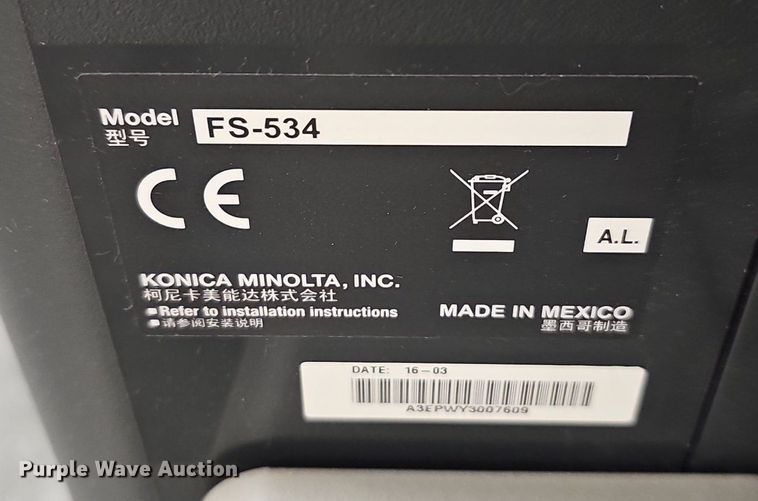 Model FS-534
型号
CE
A.L.
KONICA MINOLTA, INC.
柯尼卡美能达株式会社
Refer to installation instructions
请参阅安装说明
MADE IN MEXICO
墨西哥制造
DATE: 16-03
A3EPWY3007609
Purple Wave Auction